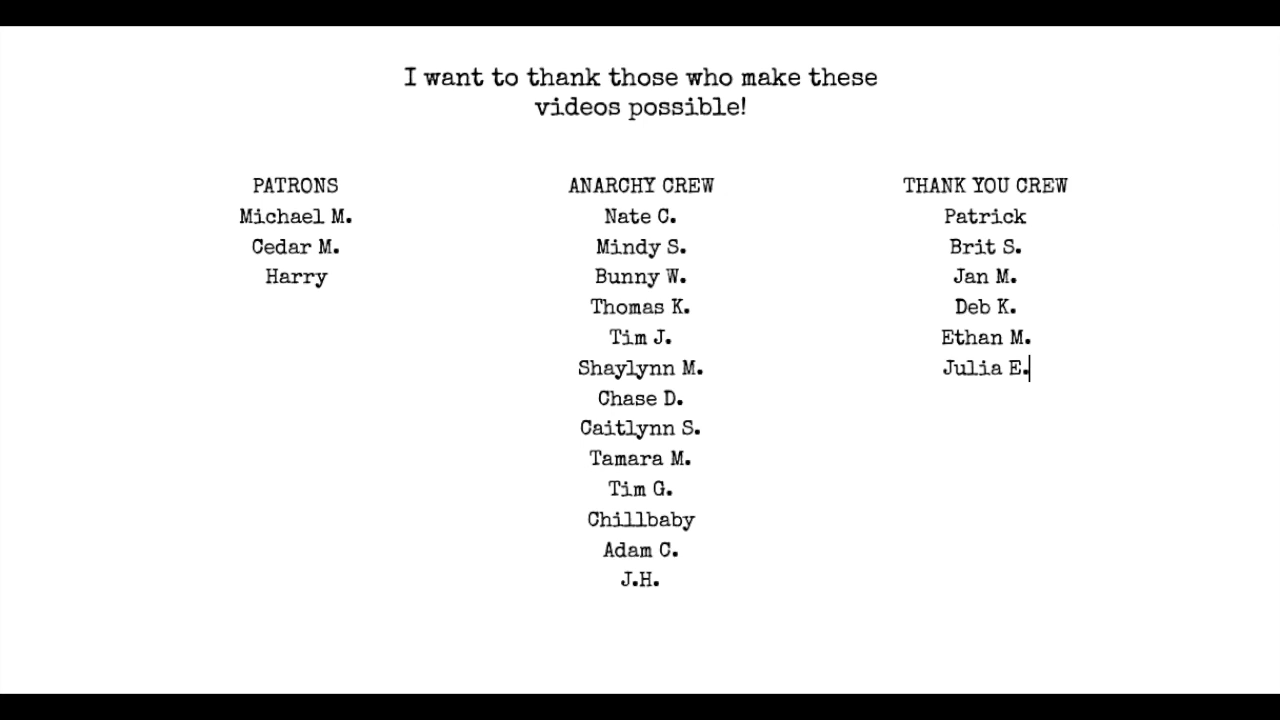 I want to thank those who make these
videos possible!
PATRONS
Michael M.
Cedar M.
Harry
ANARCHY CREW
Nate C.
Mindy S.
Bunny W.
Thomas K.
Tim J.
Shaylynn M.
Chase D.
Caitlynn S.
Tamara M.
Tim G.
Chillbaby
Adam C.
J.H.
THANK YOU CREW
Patrick
Brit S.
Jan M.
Deb K.
Ethan M.
Julia E.